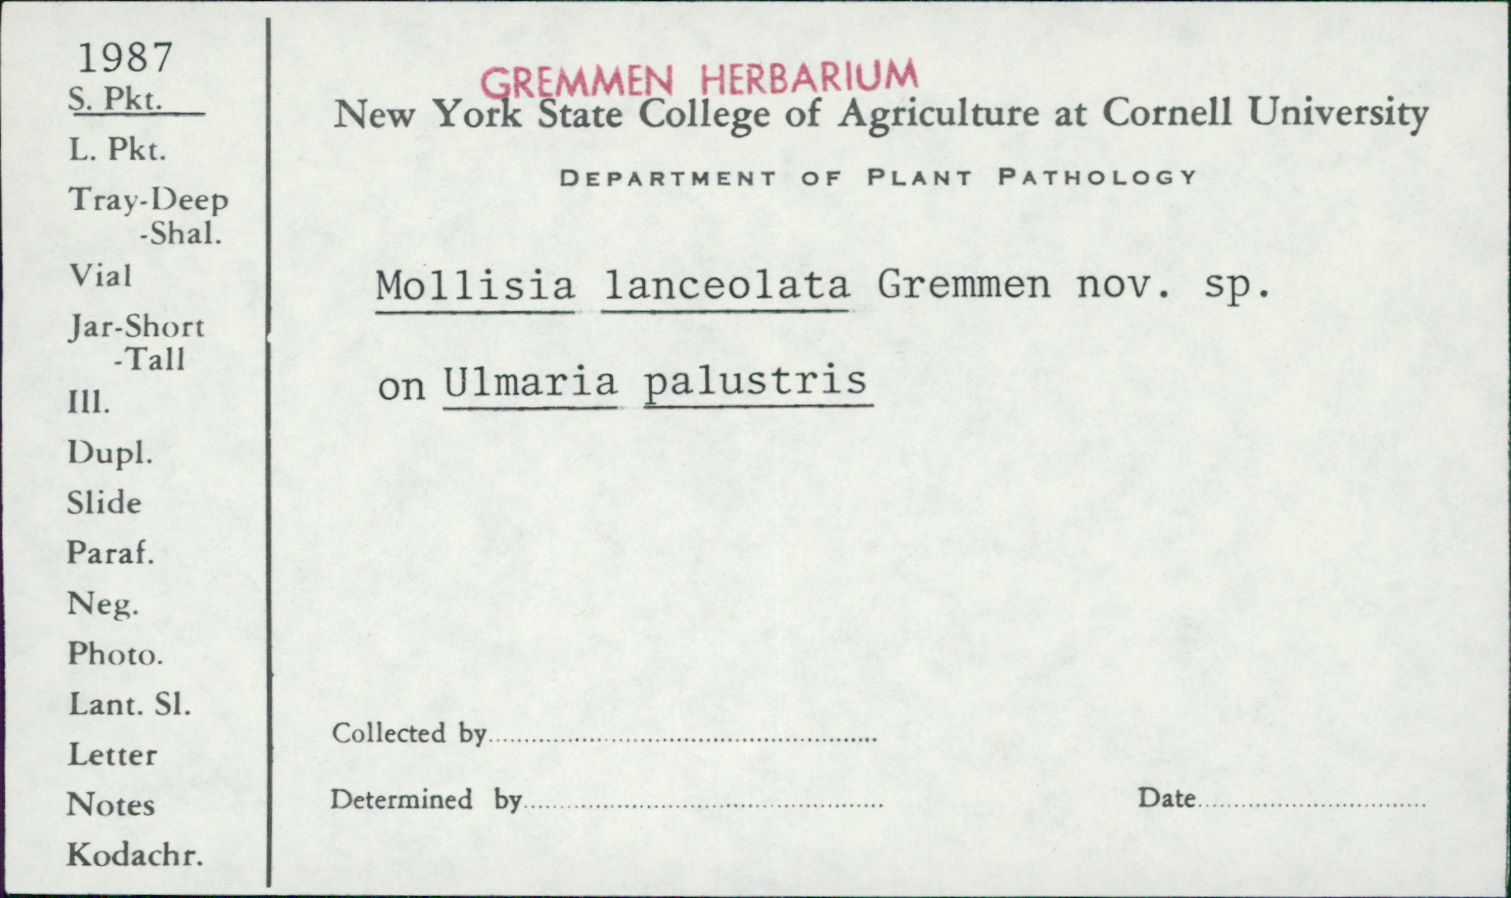 1987
S. Pkt.
L. Pkt.
Tray-Deep
-Shal.
Vial
Jar-Short
-Tall
Ill.
Dupl.
Slide
Paraf.
Neg.
Photo.
Lant. Sl.
Letter
Notes
Kodachr.
GREMMEN HERBARIUM
New York State College of Agriculture at Cornell University
DEPARTMENT OF PLANT PATHOLOGY
Mollisia lanceolata Gremmen nov. sp.
on Ulmaria palustris
Collected by
Determined by
Date